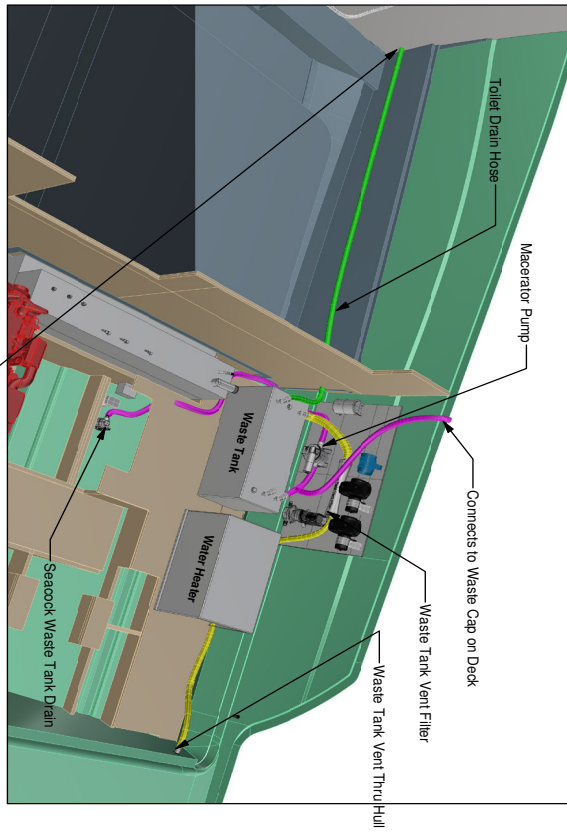 Toilet Drain Hose
Macerator Pump
Connects to Waste Cap on Deck
Waste Tank Vent Filter
Waste Tank Vent Thru Hull
Waste Tank
Water Heater
Seacock Waste Tank Drain